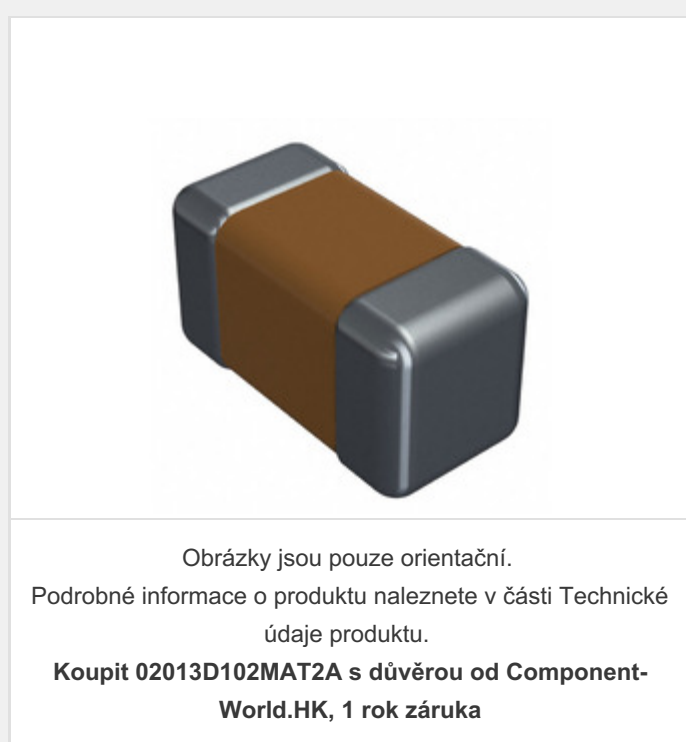 Obrázky jsou pouze orientační.
Podrobné informace o produktu naleznete v části Technické
údaje produktu.
Koupit 02013D102MAT2A s důvěrou od Component-
World.HK, 1 rok záruka